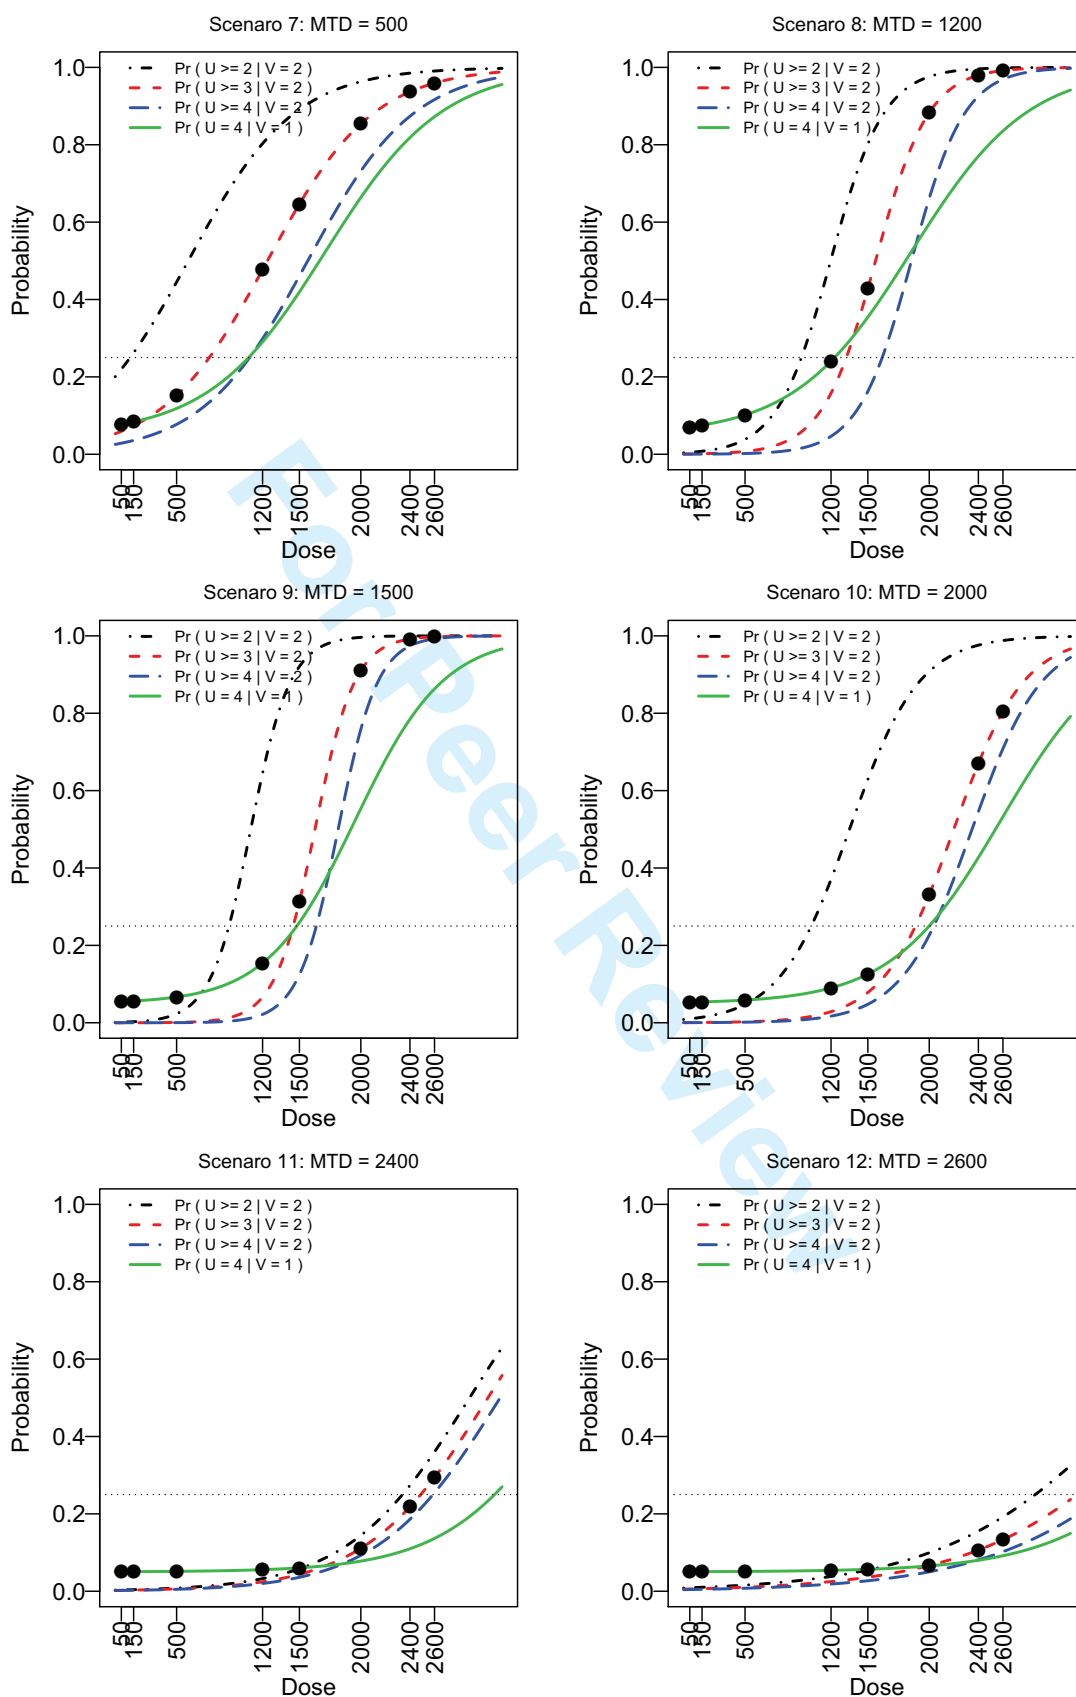 Scenaro 7: MTD = 500
Pr ( U >= 2 | V = 2 )
Pr ( U >= 3 | V = 2 )
Pr ( U >= 4 | V = 2 )
Pr ( U = 4 | V = 1 )
1.0
0.8
0.6
0.4
0.2
0.0
Probability
50
150
500
1200
1500
2000
2400
2600
Dose
Scenaro 8: MTD = 1200
Pr ( U >= 2 | V = 2 )
Pr ( U >= 3 | V = 2 )
Pr ( U >= 4 | V = 2 )
Pr ( U = 4 | V = 1 )
1.0
0.8
0.6
0.4
0.2
0.0
Probability
50
150
500
1200
1500
2000
2400
2600
Dose
Scenaro 9: MTD = 1500
Pr ( U >= 2 | V = 2 )
Pr ( U >= 3 | V = 2 )
Pr ( U >= 4 | V = 2 )
Pr ( U = 4 | V = 1 )
1.0
0.8
0.6
0.4
0.2
0.0
Probability
50
150
500
1200
1500
2000
2400
2600
Dose
Scenaro 10: MTD = 2000
Pr ( U >= 2 | V = 2 )
Pr ( U >= 3 | V = 2 )
Pr ( U >= 4 | V = 2 )
Pr ( U = 4 | V = 1 )
1.0
0.8
0.6
0.4
0.2
0.0
Probability
50
150
500
1200
1500
2000
2400
2600
Dose
Scenaro 11: MTD = 2400
Pr ( U >= 2 | V = 2 )
Pr ( U >= 3 | V = 2 )
Pr ( U >= 4 | V = 2 )
Pr ( U = 4 | V = 1 )
1.0
0.8
0.6
0.4
0.2
0.0
Probability
50
150
500
1200
1500
2000
2400
2600
Dose
Scenaro 12: MTD = 2600
Pr ( U >= 2 | V = 2 )
Pr ( U >= 3 | V = 2 )
Pr ( U >= 4 | V = 2 )
Pr ( U = 4 | V = 1 )
1.0
0.8
0.6
0.4
0.2
0.0
Probability
50
150
500
1200
1500
2000
2400
2600
Dose
For Peer Review